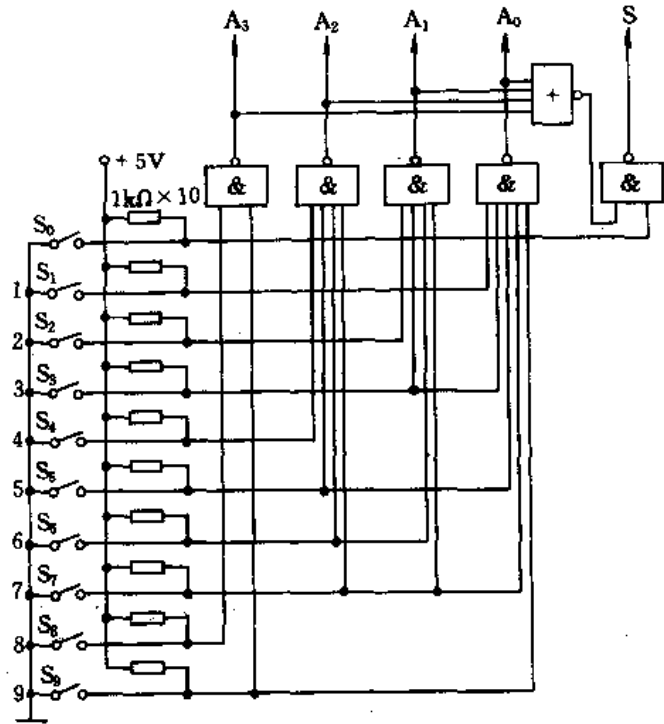 A₃ A₂ A₁ A₀ S
+
+5V
& & & & &
1kΩ×10
S₀
S₁
1
S₂
2
S₃
3
S₄
4
S₅
5
S₆
6
S₇
7
S₈
8
S₉
9